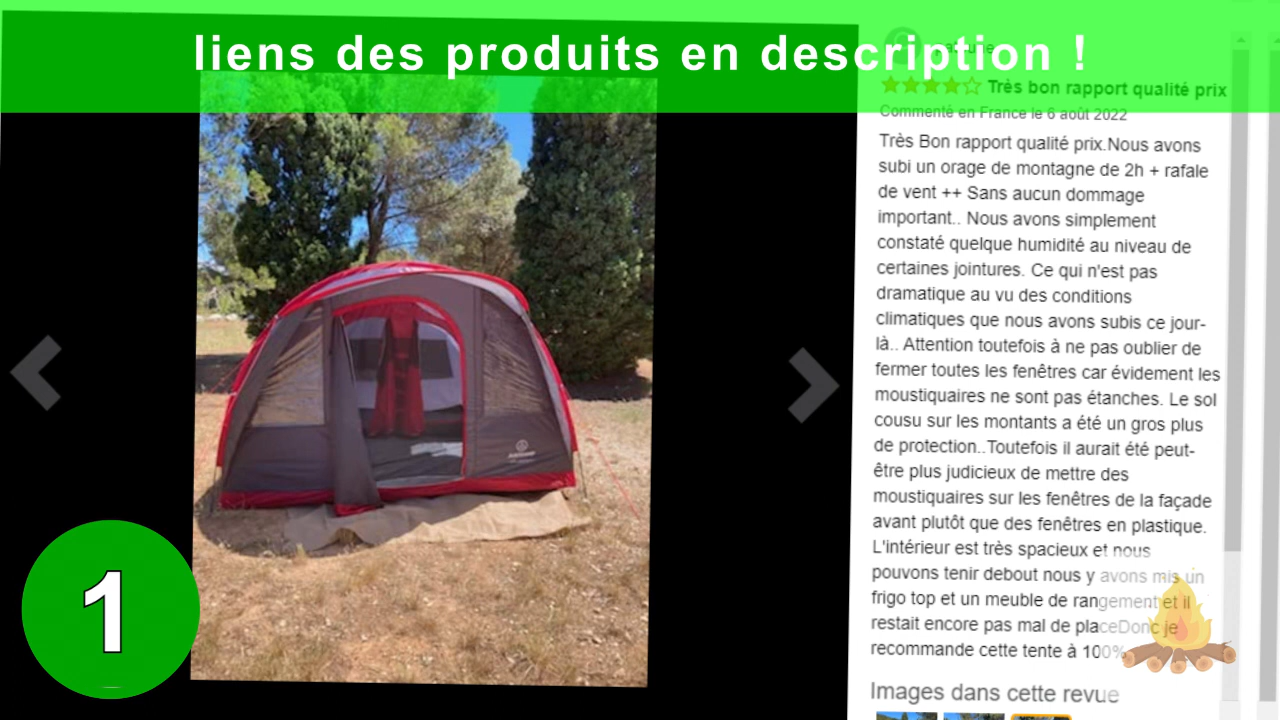 liens des produits en description !
Très bon rapport qualité prix
Commenté en France le 6 août 2022
Très Bon rapport qualité prix.Nous avons
subi un orage de montagne de 2h + rafale
de vent ++ Sans aucun dommage
important.. Nous avons simplement
constaté quelque humidité au niveau de
certaines jointures. Ce qui n'est pas
dramatique au vu des conditions
climatiques que nous avons subis ce jour-
là.. Attention toutefois à ne pas oublier de
fermer toutes les fenêtres car évidement les
moustiquaires ne sont pas étanches. Le sol
cousu sur les montants a été un gros plus
de protection..Toutefois il aurait été peut-
être plus judicieux de mettre des
moustiquaires sur les fenêtres de la façade
avant plutôt que des fenêtres en plastique.
L'intérieur est très spacieux et nous
pouvons tenir debout nous y avons mis un
frigo top et un meuble de rangement et il
restait encore pas mal de placeDonc je
recommande cette tente à 100%
Images dans cette revue
1